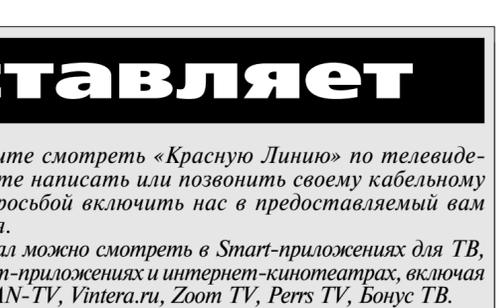 ставляет
ите смотреть «Красную Линию» по телевиде-
те написать или позвонить своему кабельному
росьбой включить нас в предоставляемый вам
я.
ал можно смотреть в Smart-приложениях для ТВ,
т-приложениях и интернет-кинотеатрах, включая
AN-TV, Vintera.ru, Zoom TV, Perrs TV, Бонус ТВ.